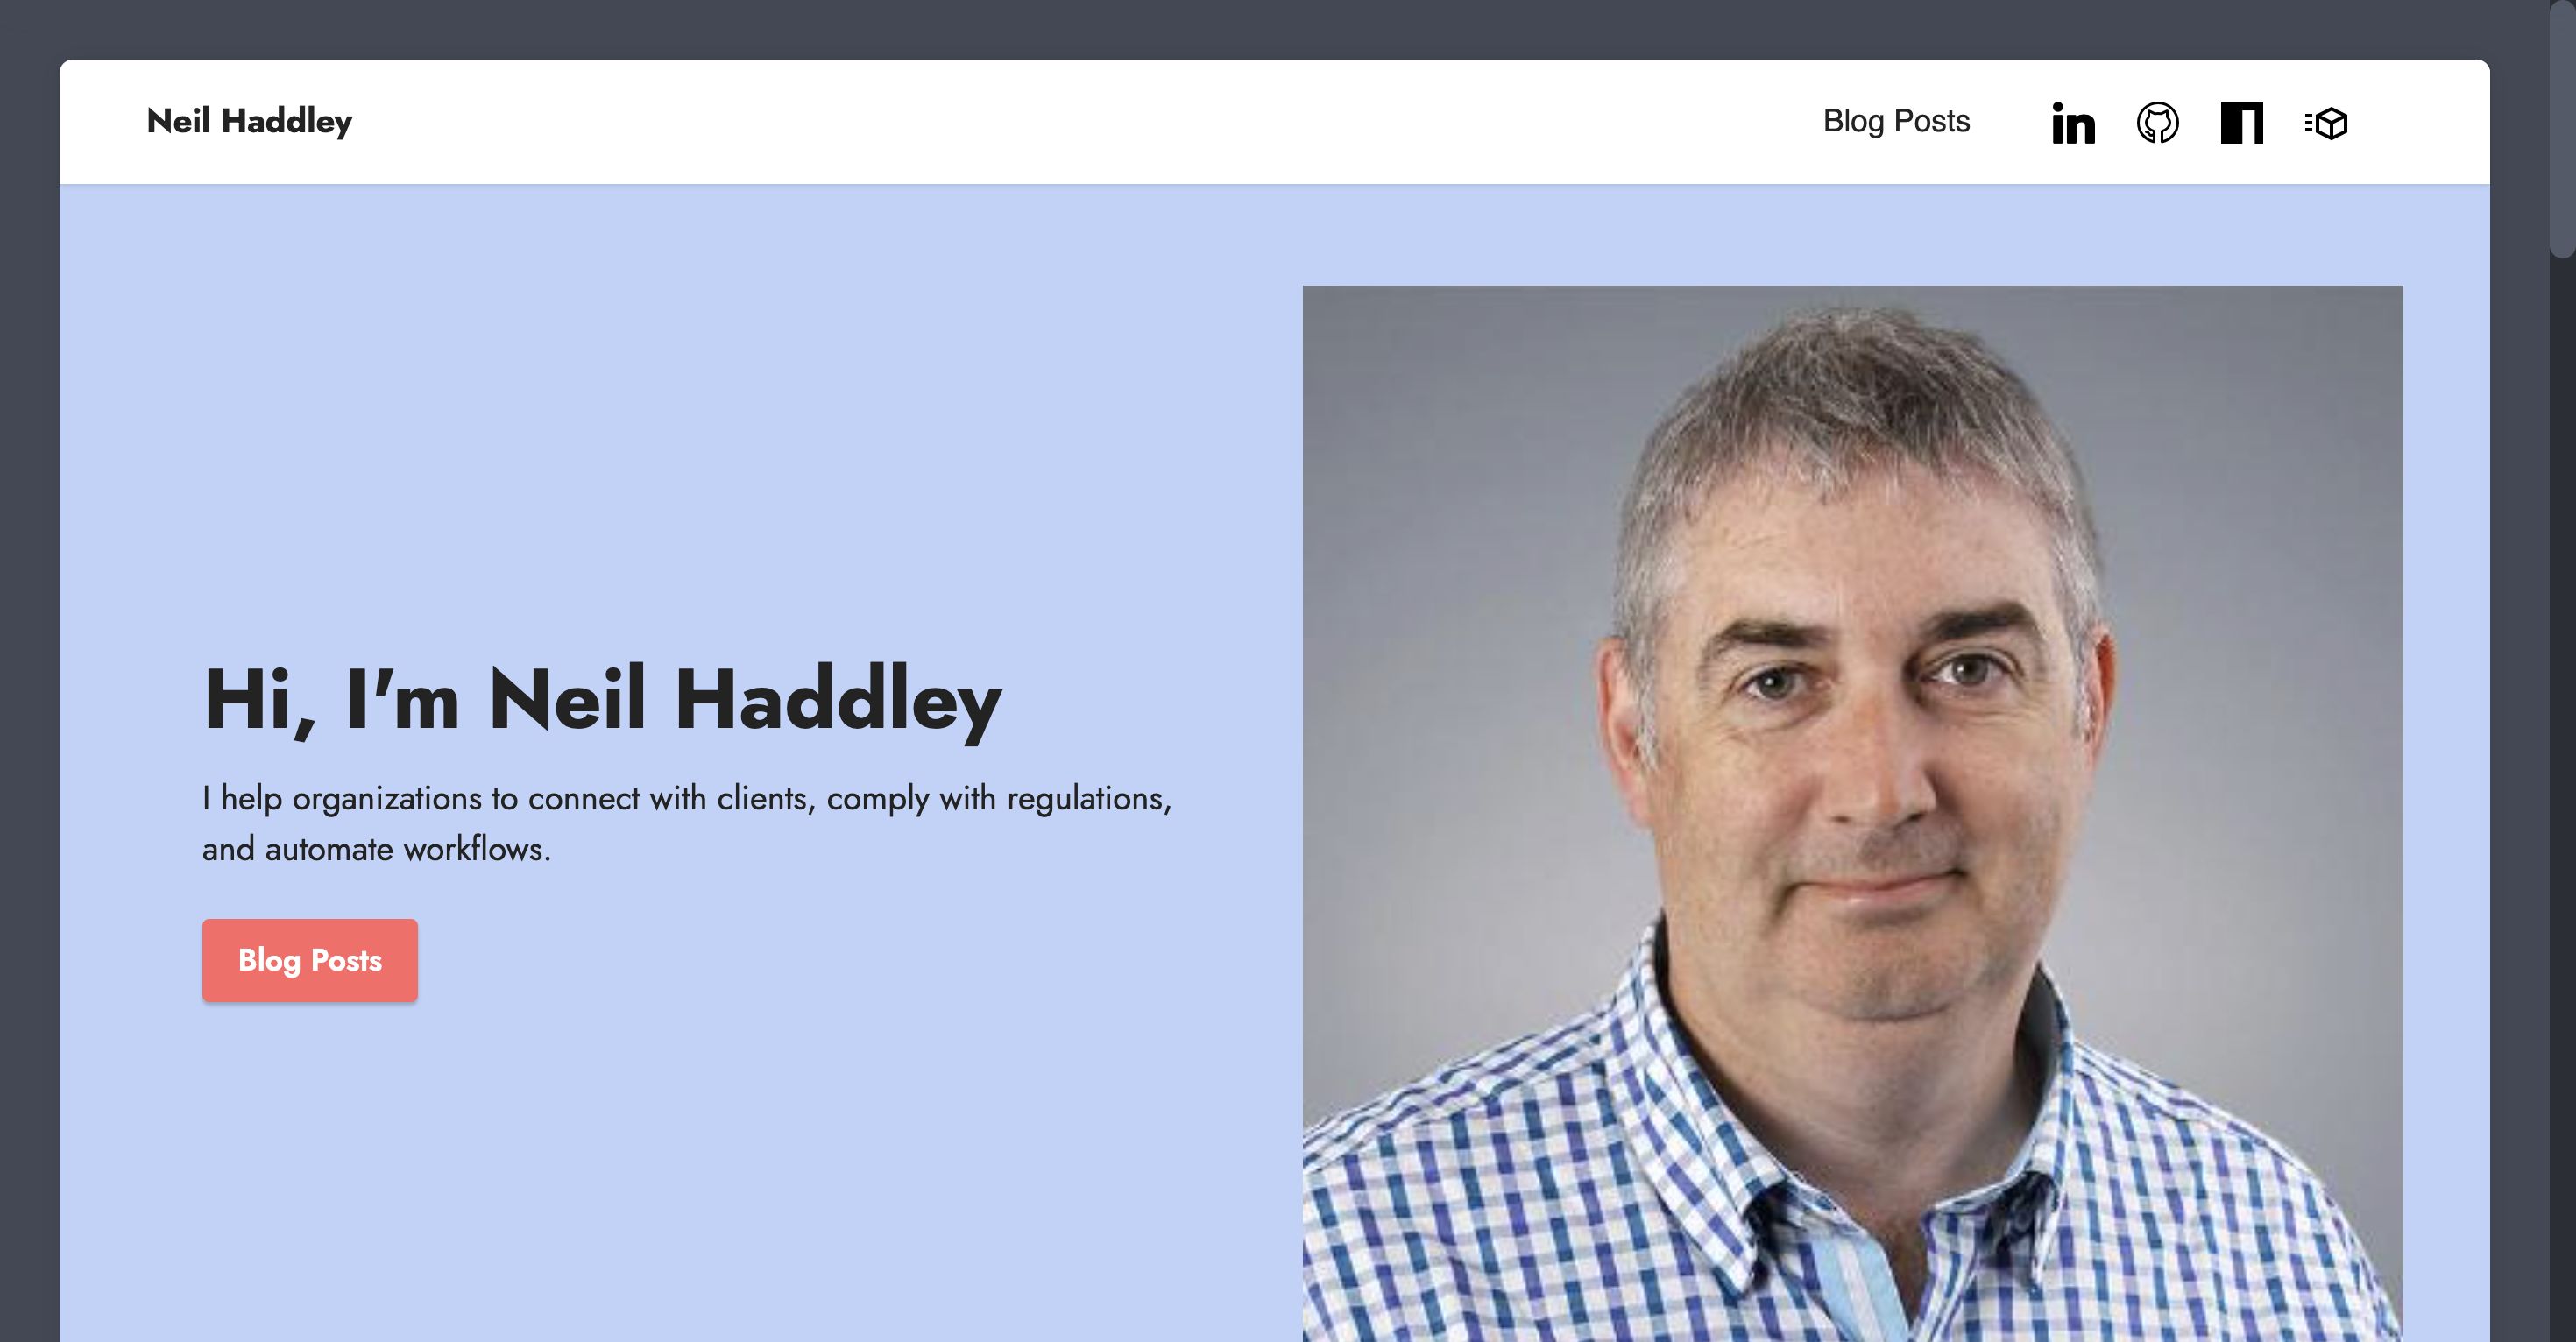 Neil Haddley
Blog Posts
Hi, I'm Neil Haddley
I help organizations to connect with clients, comply with regulations,
and automate workflows.
Blog Posts